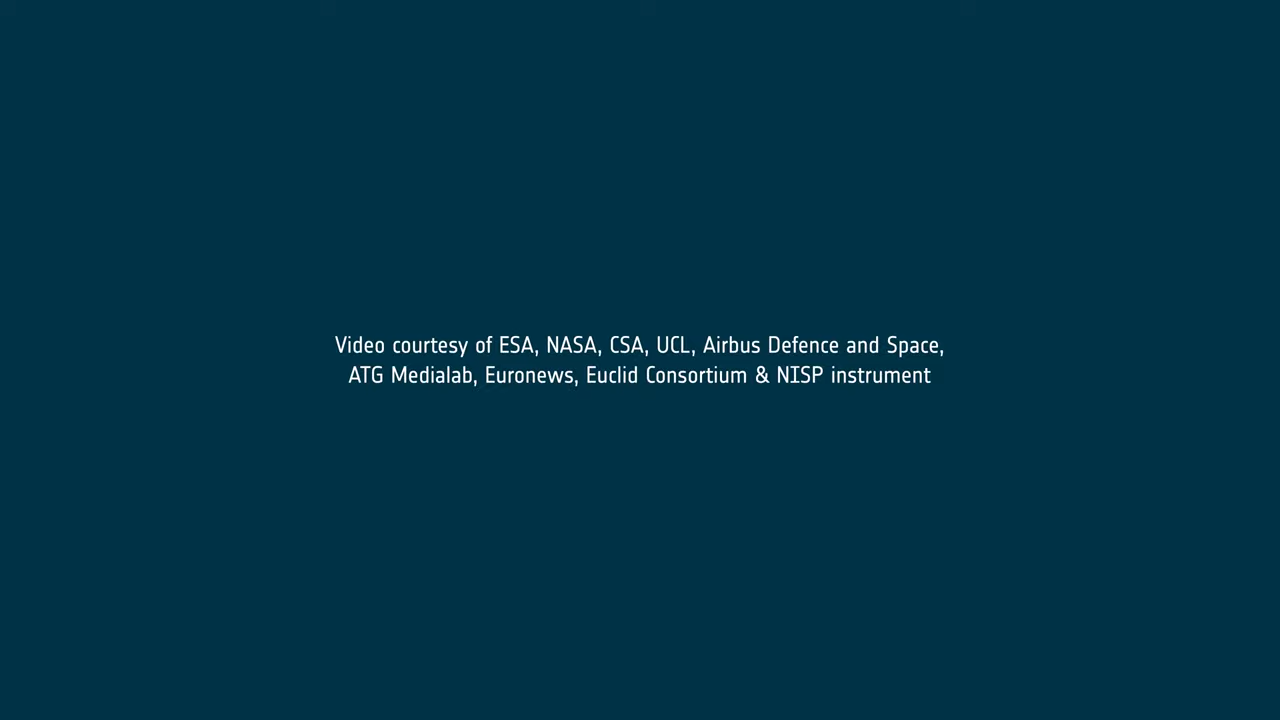 Video courtesy of ESA, NASA, CSA, UCL, Airbus Defence and Space,
ATG Medialab, Euronews, Euclid Consortium & NISP instrument